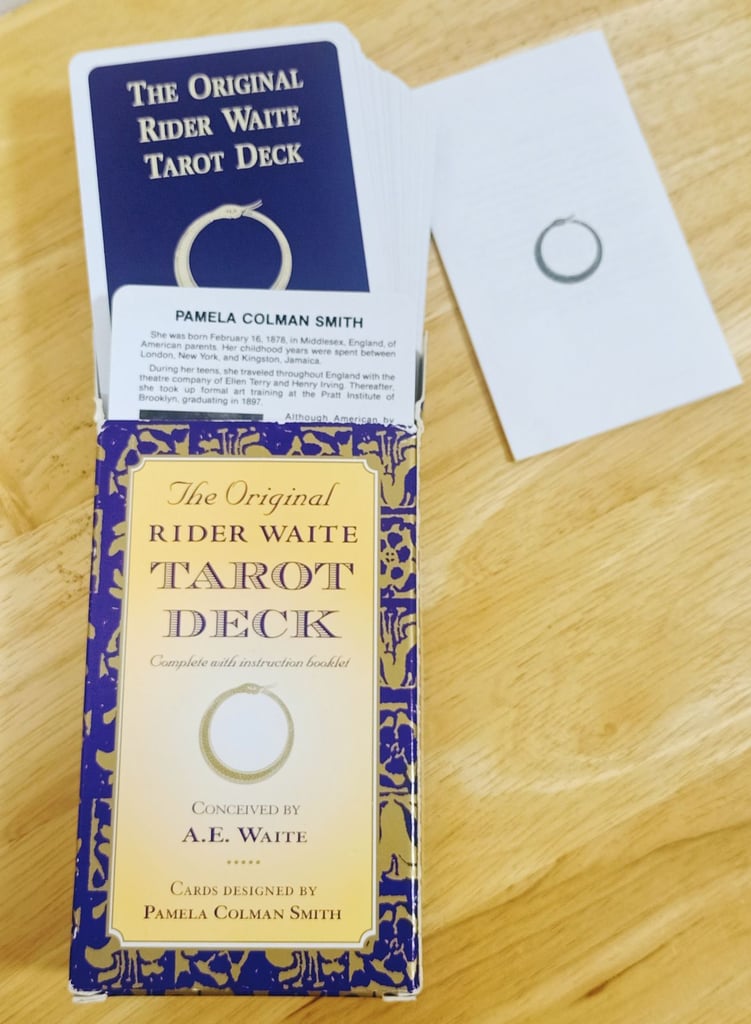 THE ORIGINAL
RIDER WAITE
TAROT DECK
PAMELA COLMAN SMITH
She was born February 16, 1878, in Middlesex, England, of
American parents. Her childhood years were spent between
London, New York, and Kingston, Jamaica.
During her teens, she traveled throughout England with the
theatre company of Ellen Terry and Henry Irving. Thereafter,
she took up formal art training at the Pratt Institute of
Brooklyn, graduating in 1897.
Although American by
The Original
RIDER WAITE
TAROT
DECK
Complete with instruction booklet
CONCEIVED BY
A.E. WAITE
CARDS DESIGNED BY
PAMELA COLMAN SMITH